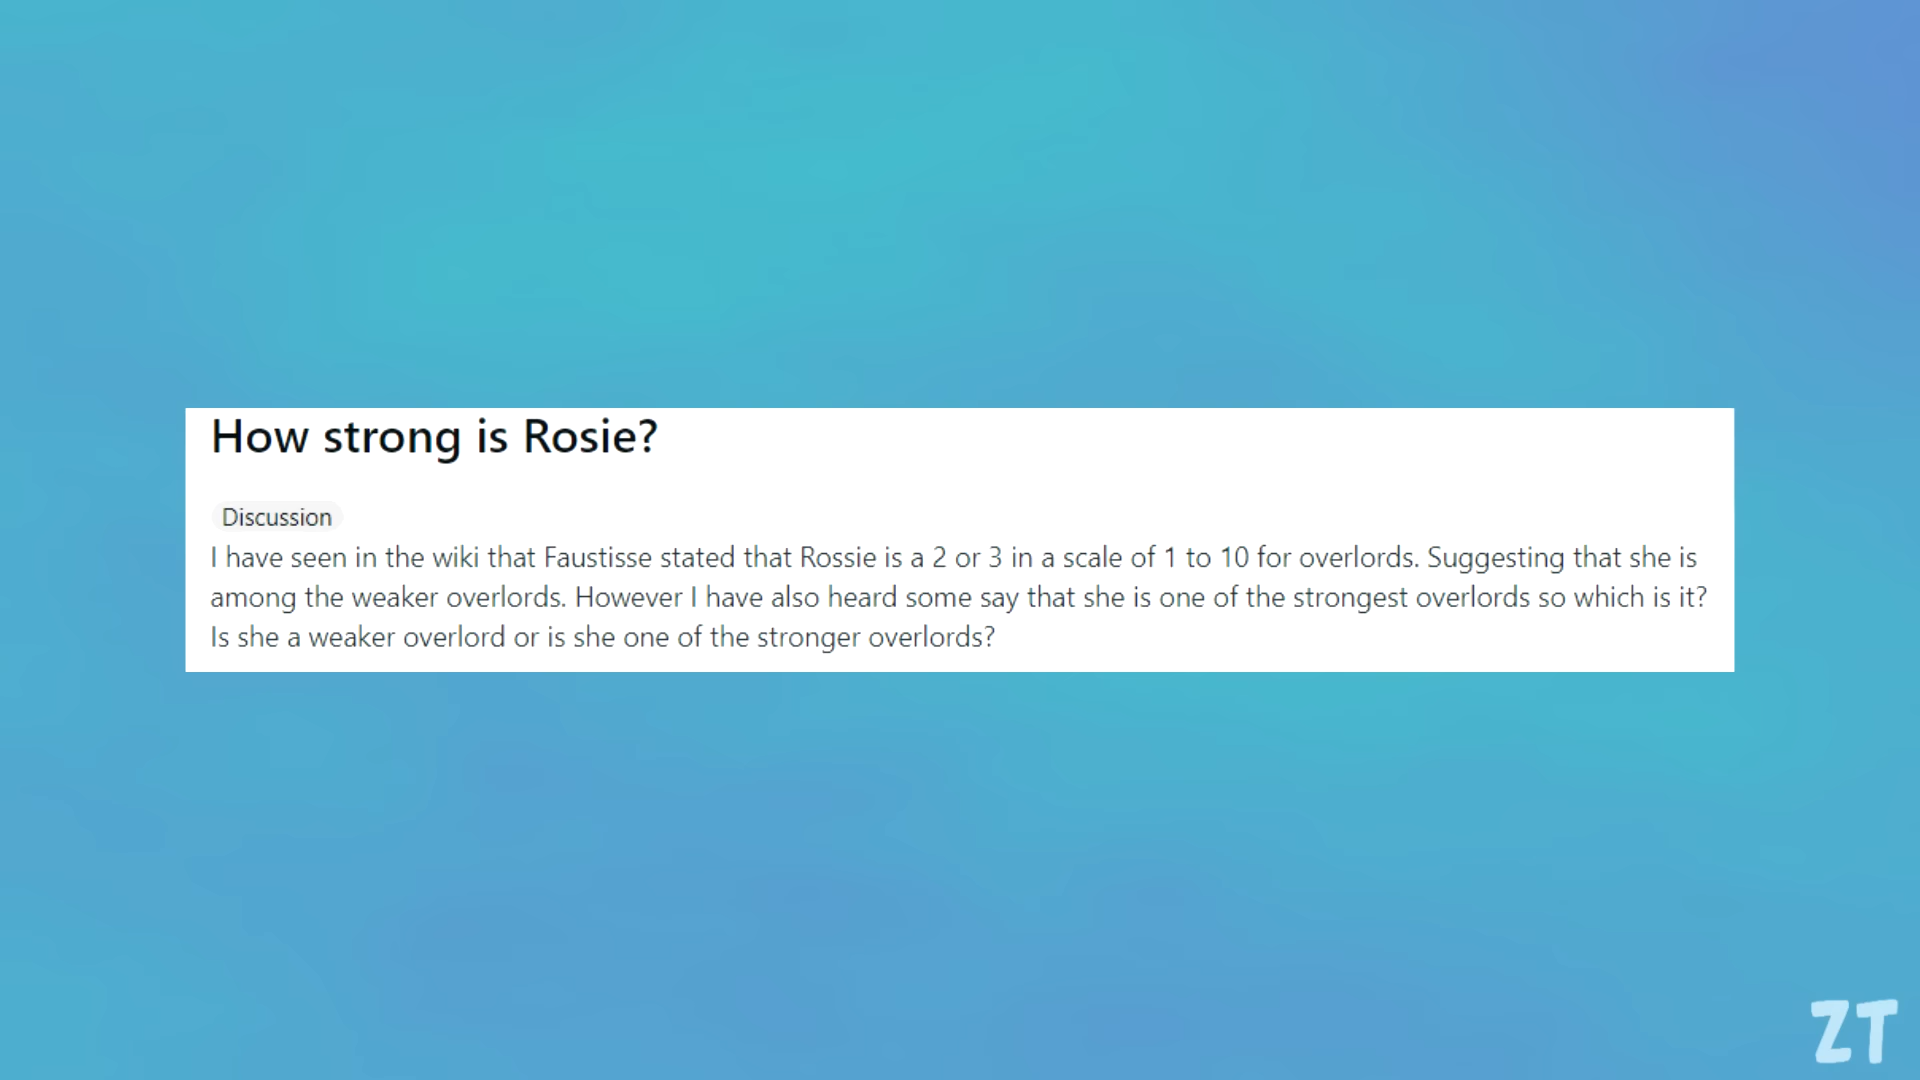 How strong is Rosie?
Discussion
I have seen in the wiki that Faustisse stated that Rossie is a 2 or 3 in a scale of 1 to 10 for overlords. Suggesting that she is
among the weaker overlords. However I have also heard some say that she is one of the strongest overlords so which is it?
Is she a weaker overlord or is she one of the stronger overlords?
ZT